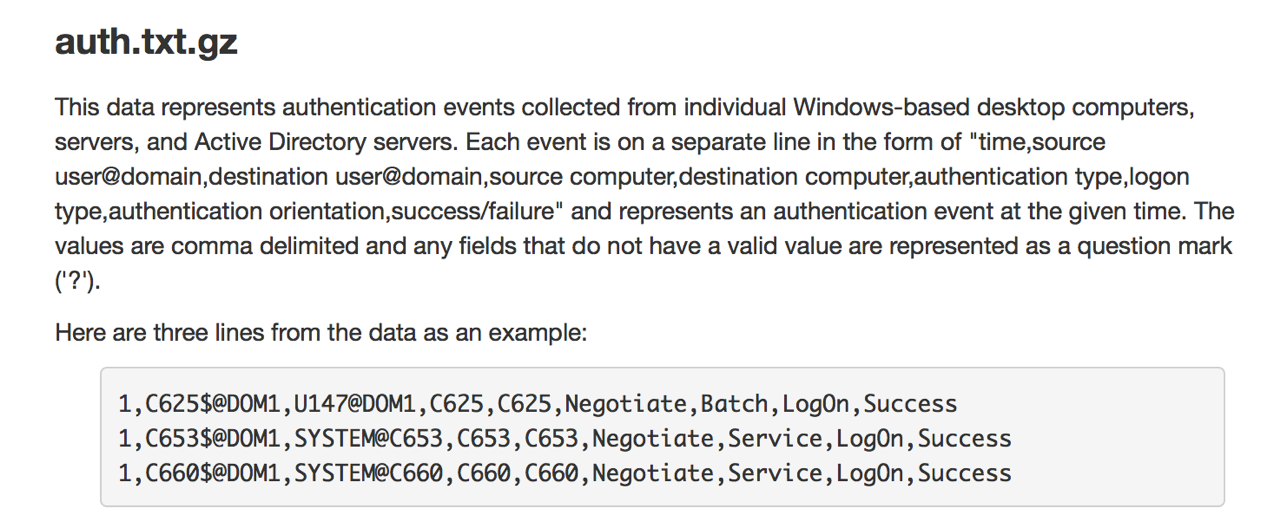 auth.txt.gz
This data represents authentication events collected from individual Windows-based desktop computers,
servers, and Active Directory servers. Each event is on a separate line in the form of "time,source
user@domain,destination user@domain,source computer,destination computer,authentication type,logon
type,authentication orientation,success/failure" and represents an authentication event at the given time. The
values are comma delimited and any fields that do not have a valid value are represented as a question mark
('?').
Here are three lines from the data as an example:
1,C625$@DOM1,U147@DOM1,C625,C625,Negotiate,Batch,LogOn,Success
1,C653$@DOM1,SYSTEM@C653,C653,C653,Negotiate,Service,LogOn,Success
1,C660$@DOM1,SYSTEM@C660,C660,C660,Negotiate,Service,LogOn,Success